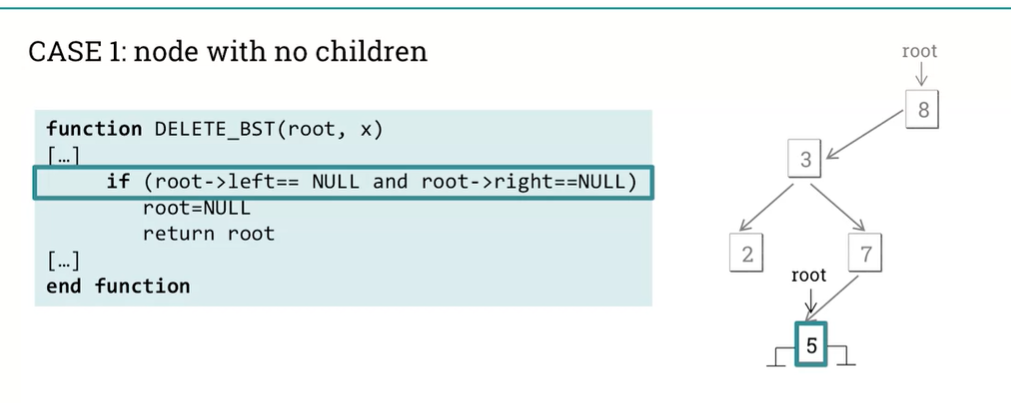 CASE 1: node with no children
function DELETE_BST(root, x)
[…]
if (root->left== NULL and root->right==NULL)
root=NULL
return root
[…]
end function
root
8
3
2
7
root
5